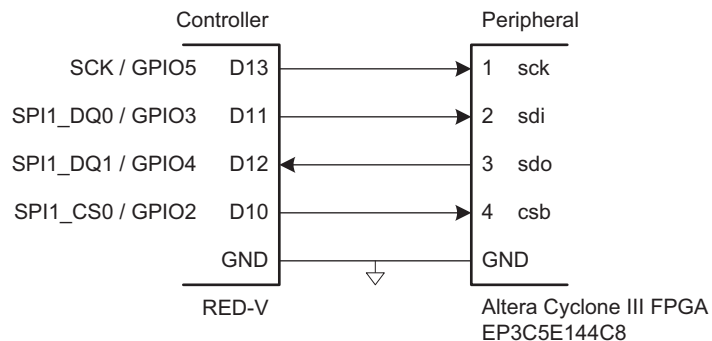 Controller Peripheral
SCK / GPIO5 D13 1 sck
SPI1_DQ0 / GPIO3 D11 2 sdi
SPI1_DQ1 / GPIO4 D12 3 sdo
SPI1_CS0 / GPIO2 D10 4 csb
GND GND
RED-V Altera Cyclone III FPGA
EP3C5E144C8